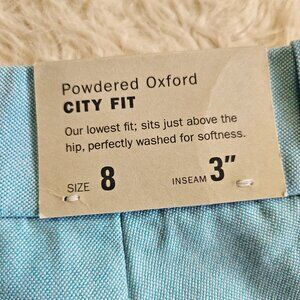 Powdered Oxford
CITY FIT
Our lowest fit; sits just above the
hip, perfectly washed for softness.
SIZE 8 INSEAM 3"